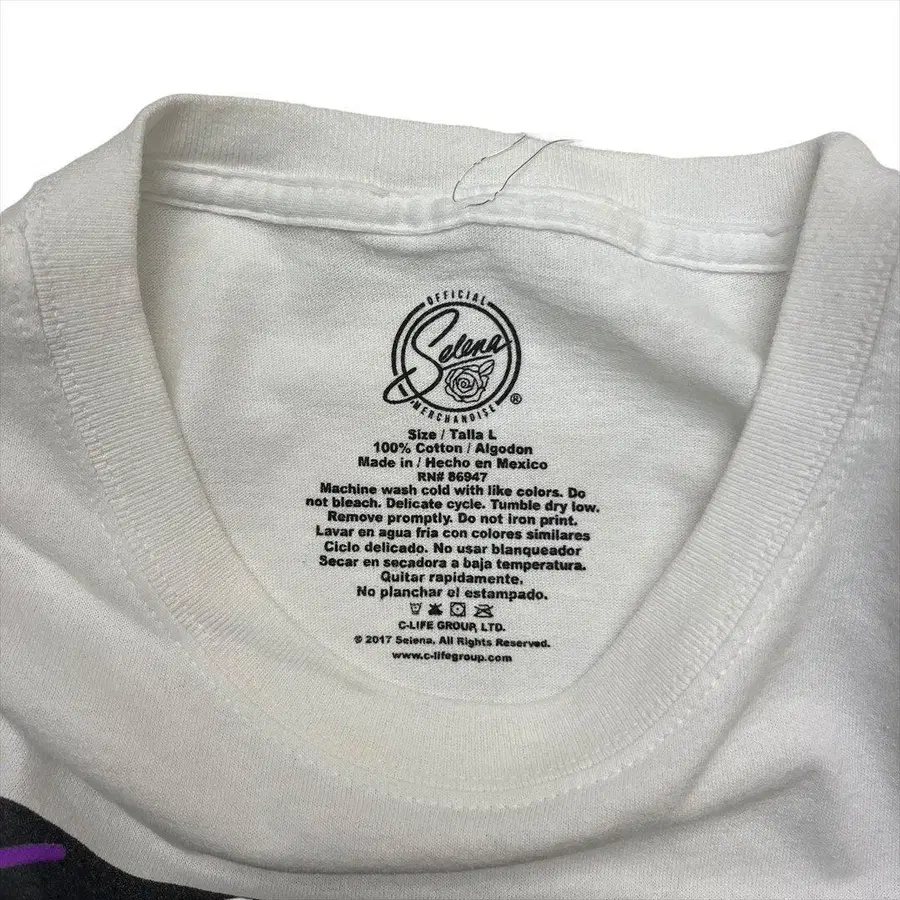 OFFICIAL
Selena
MERCHANDISE ®
Size / Talla L
100% Cotton / Algodon
Made in / Hecho en Mexico
RN# 86947
Machine wash cold with like colors. Do
not bleach. Delicate cycle. Tumble dry low.
Remove promptly. Do not iron print.
Lavar en agua fria con colores similares
Ciclo delicado. No usar blanqueador
Secar en secadora a baja temperatura.
Quitar rapidamente.
No planchar el estampado.
C-LIFE GROUP, LTD.
© 2017 Selena. All Rights Reserved.
www.c-lifegroup.com